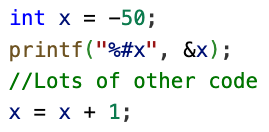 int x = -50;
printf("%#x", &x);
//Lots of other code
x = x + 1;